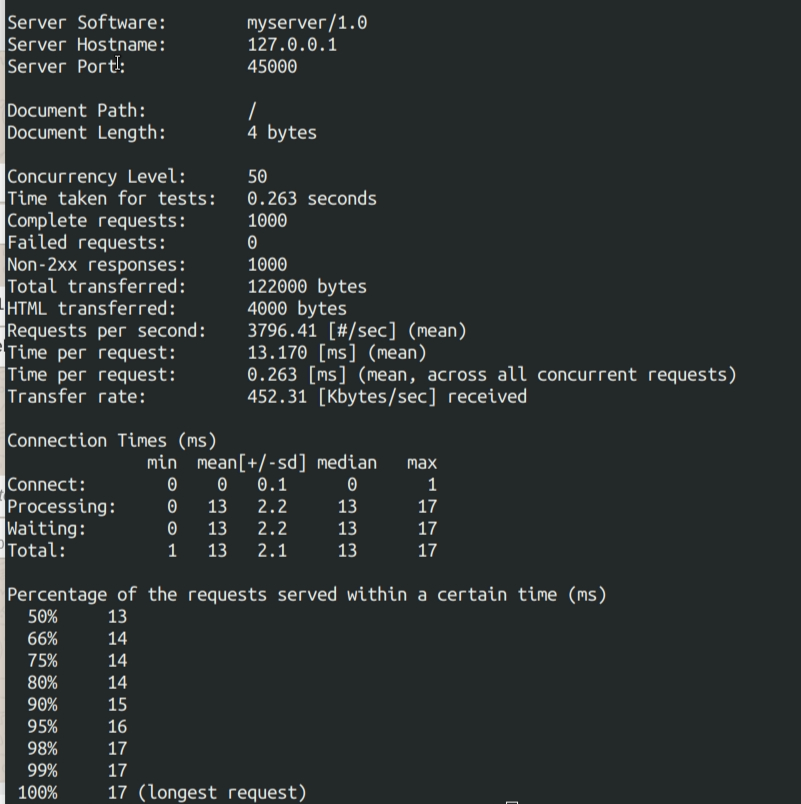 Server Software: myserver/1.0
Server Hostname: 127.0.0.1
Server Port: 45000
Document Path: /
Document Length: 4 bytes
Concurrency Level: 50
Time taken for tests: 0.263 seconds
Complete requests: 1000
Failed requests: 0
Non-2xx responses: 1000
Total transferred: 122000 bytes
HTML transferred: 4000 bytes
Requests per second: 3796.41 [#/sec] (mean)
Time per request: 13.170 [ms] (mean)
Time per request: 0.263 [ms] (mean, across all concurrent requests)
Transfer rate: 452.31 [Kbytes/sec] received
Connection Times (ms)
min mean[+/-sd] median max
Connect: 0 0 0.1 0 1
Processing: 0 13 2.2 13 17
Waiting: 0 13 2.2 13 17
Total: 1 13 2.1 13 17
Percentage of the requests served within a certain time (ms)
50% 13
66% 14
75% 14
80% 14
90% 15
95% 16
98% 17
99% 17
100% 17 (longest request)